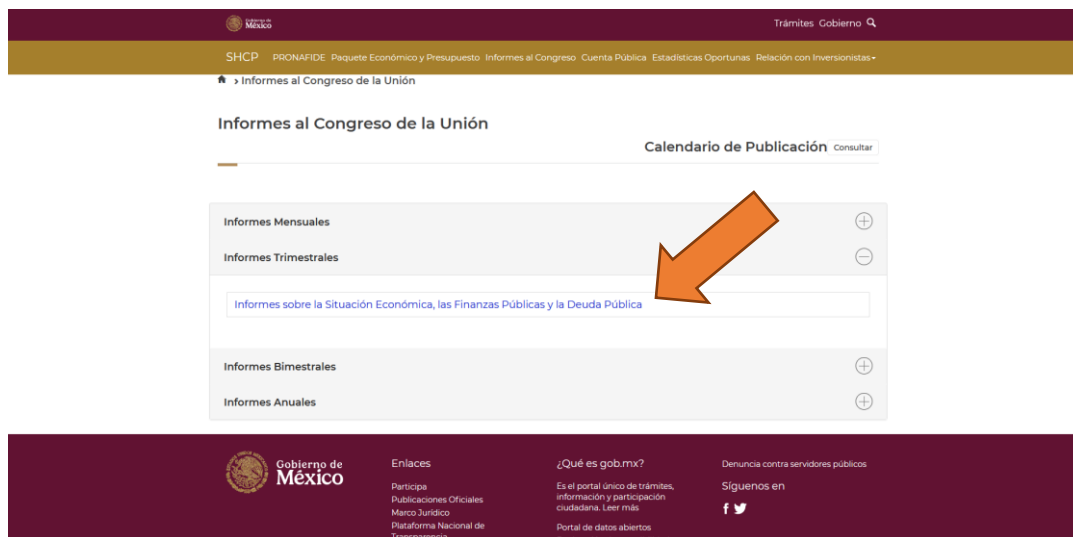 Gobierno de
México
Trámites Gobierno
SHCP PRONAFIDE Paquete Económico y Presupuesto Informes al Congreso Cuenta Pública Estadísticas Oportunas Relación con Inversionistas
› Informes al Congreso de la Unión
Informes al Congreso de la Unión
Calendario de Publicación Consultar
Informes Mensuales
Informes Trimestrales
Informes sobre la Situación Económica, las Finanzas Públicas y la Deuda Pública
Informes Bimestrales
Informes Anuales
Gobierno de
México
Enlaces
Participa
Publicaciones Oficiales
Marco Jurídico
Plataforma Nacional de
Transparencia
¿Qué es gob.mx?
Es el portal único de trámites,
información y participación
ciudadana. Leer más
Portal de datos abiertos
Denuncia contra servidores públicos
Síguenos en